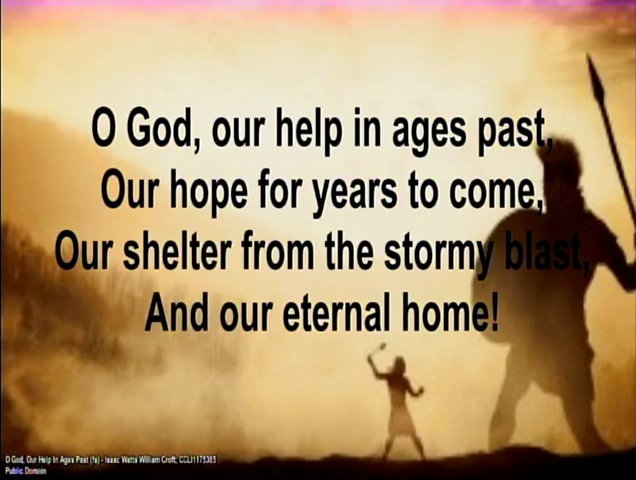 O God, our help in ages past,
Our hope for years to come,
Our shelter from the stormy blast,
And our eternal home!
O God, Our Help In Ages Past (fs) - Isaac Watts William Croft; CCLI1175385
Public Domain